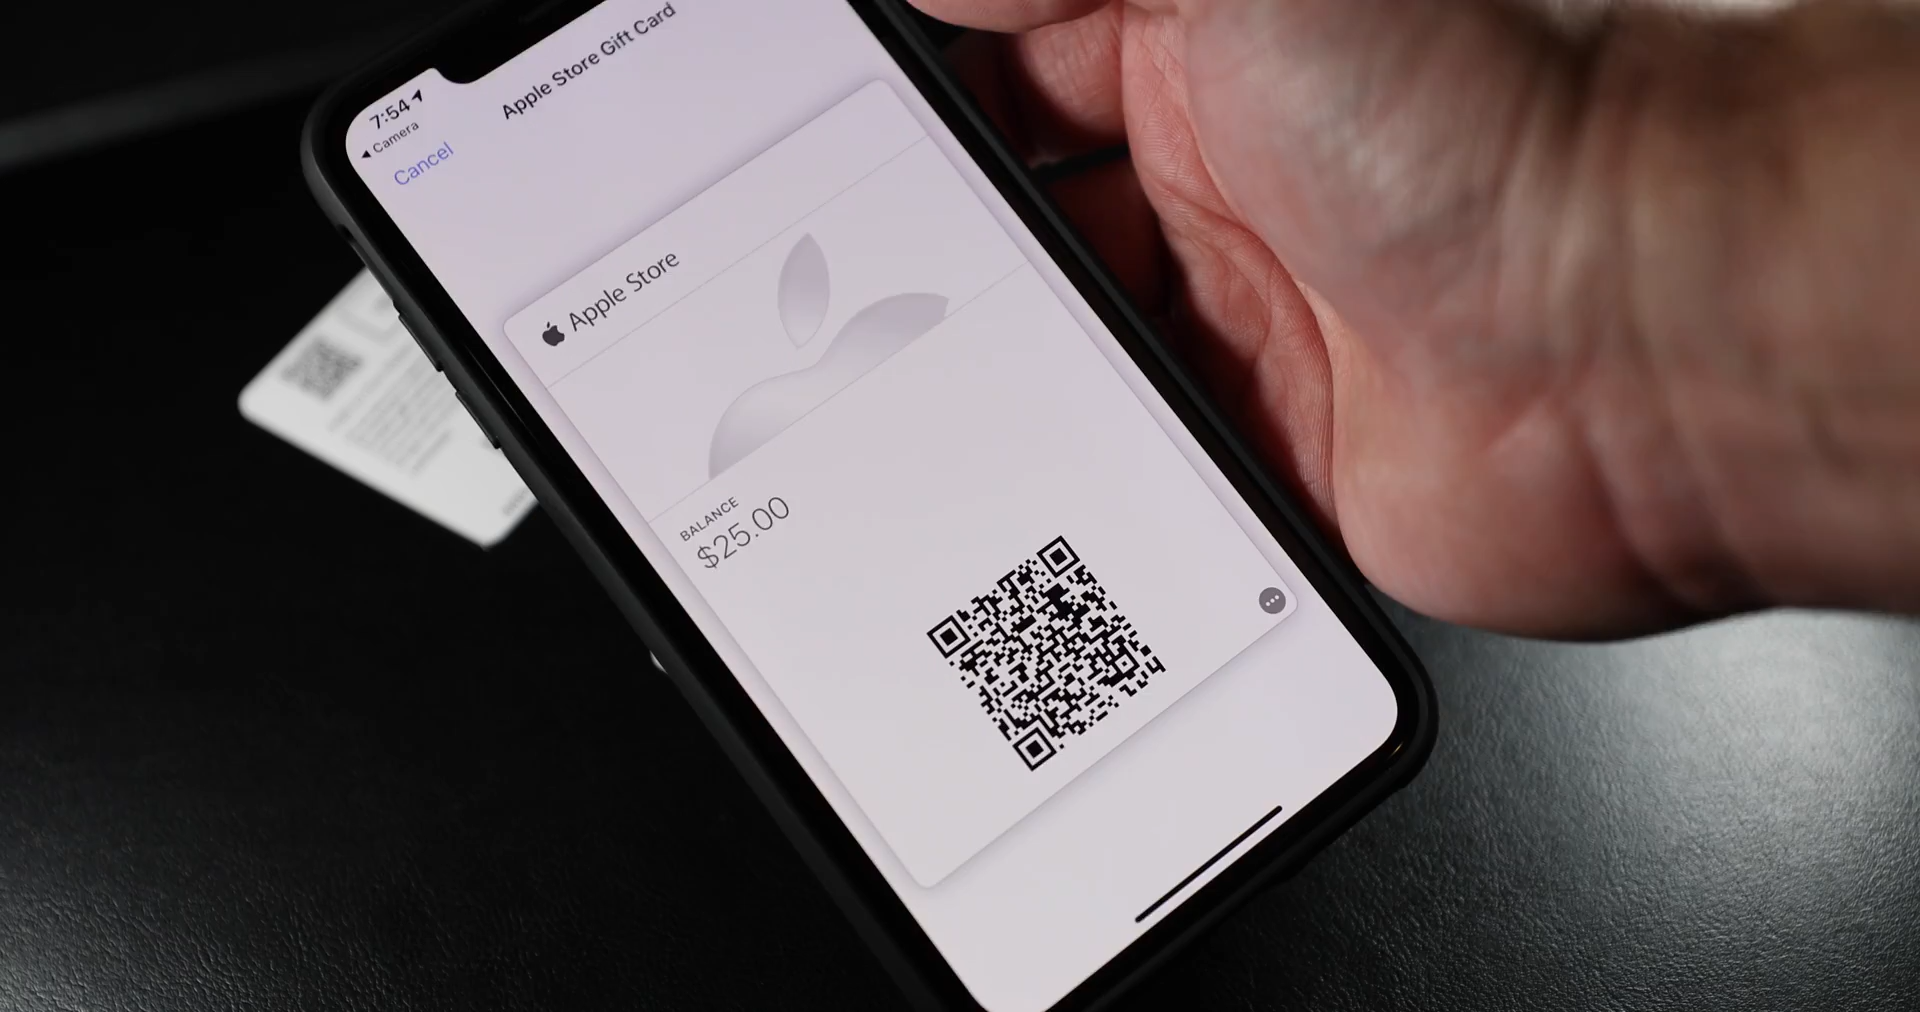 7:54
Apple Store Gift Card
◀ Camera
Cancel
Apple Store
BALANCE
$25.00